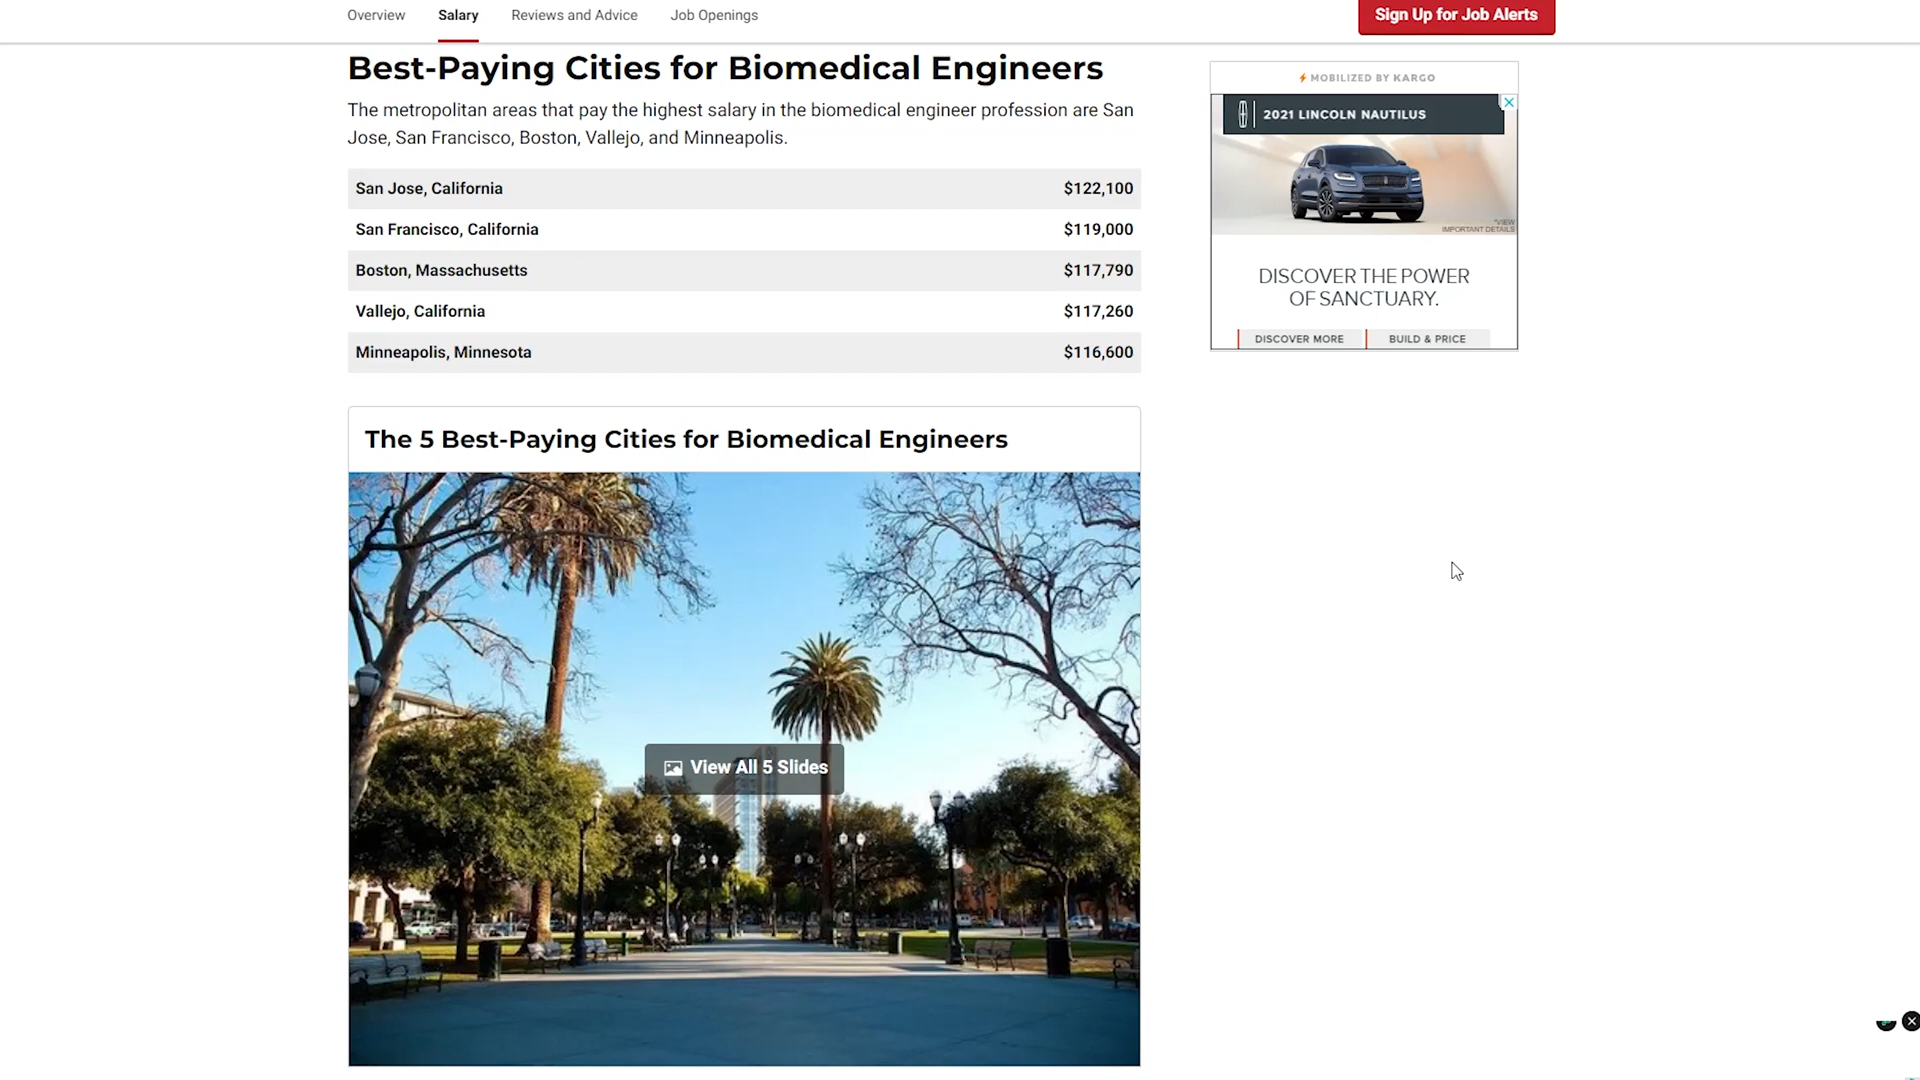 Overview Salary Reviews and Advice Job Openings Sign Up for Job Alerts
Best-Paying Cities for Biomedical Engineers
The metropolitan areas that pay the highest salary in the biomedical engineer profession are San
Jose, San Francisco, Boston, Vallejo, and Minneapolis.
San Jose, California $122,100
San Francisco, California $119,000
Boston, Massachusetts $117,790
Vallejo, California $117,260
Minneapolis, Minnesota $116,600
The 5 Best-Paying Cities for Biomedical Engineers
View All 5 Slides
MOBILIZED BY KARGO
2021 LINCOLN NAUTILUS
*VIEW
IMPORTANT DETAILS
DISCOVER THE POWER
OF SANCTUARY.
DISCOVER MORE BUILD & PRICE